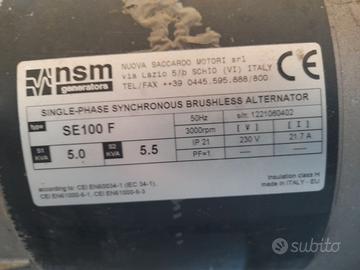 nsm
generators
NUOVA SACCARDO MOTORI srl
via Lazio 5/b SCHIO (VI) ITALY
TEL/FAX ++39 0445.595.888/800
CE
SINGLE-PHASE SYNCHRONOUS BRUSHLESS ALTERNATOR
type SE100 F
50Hz s/n: 1221060402
3000rpm [ V ] [ I ]
S1 KVA 5.0 S2 KVA 5.5
IP 21 230 V 21.7 A
PF=1
according to: CEI EN60034-1 (IEC 34-1).
CEI EN61000-6-1, EN61000-6-3
Insulation class H
made in ITALY - EU
subito